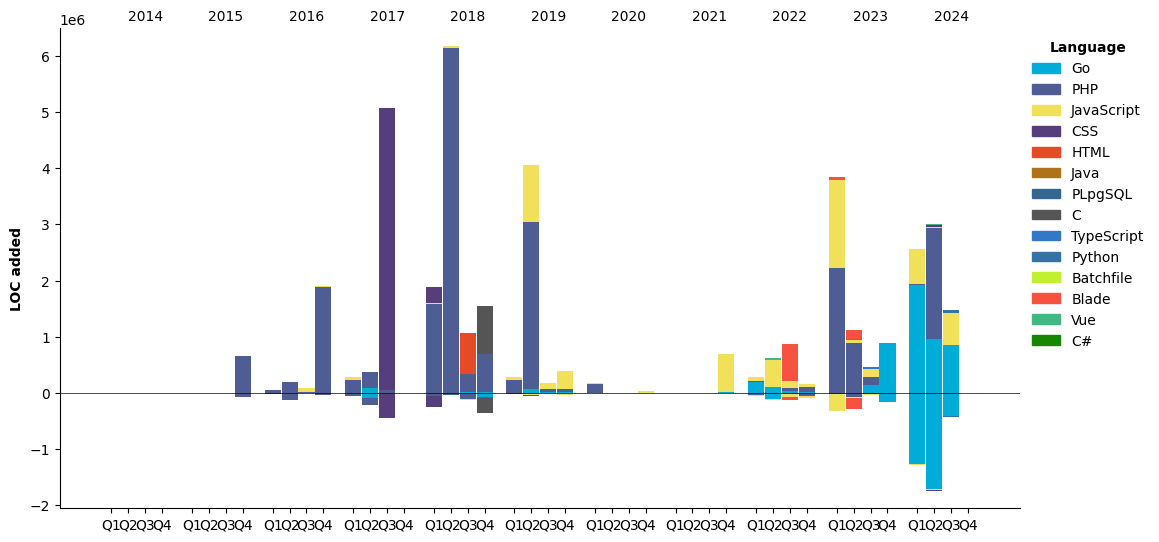 1e6
2014 2015 2016 2017 2018 2019 2020 2021 2022 2023 2024
LOC added
6
5
4
3
2
1
0
−1
−2
Q1Q2Q3Q4 Q1Q2Q3Q4 Q1Q2Q3Q4 Q1Q2Q3Q4 Q1Q2Q3Q4 Q1Q2Q3Q4 Q1Q2Q3Q4 Q1Q2Q3Q4 Q1Q2Q3Q4 Q1Q2Q3Q4 Q1Q2Q3Q4
Language
Go
PHP
JavaScript
CSS
HTML
Java
PLpgSQL
C
TypeScript
Python
Batchfile
Blade
Vue
C#